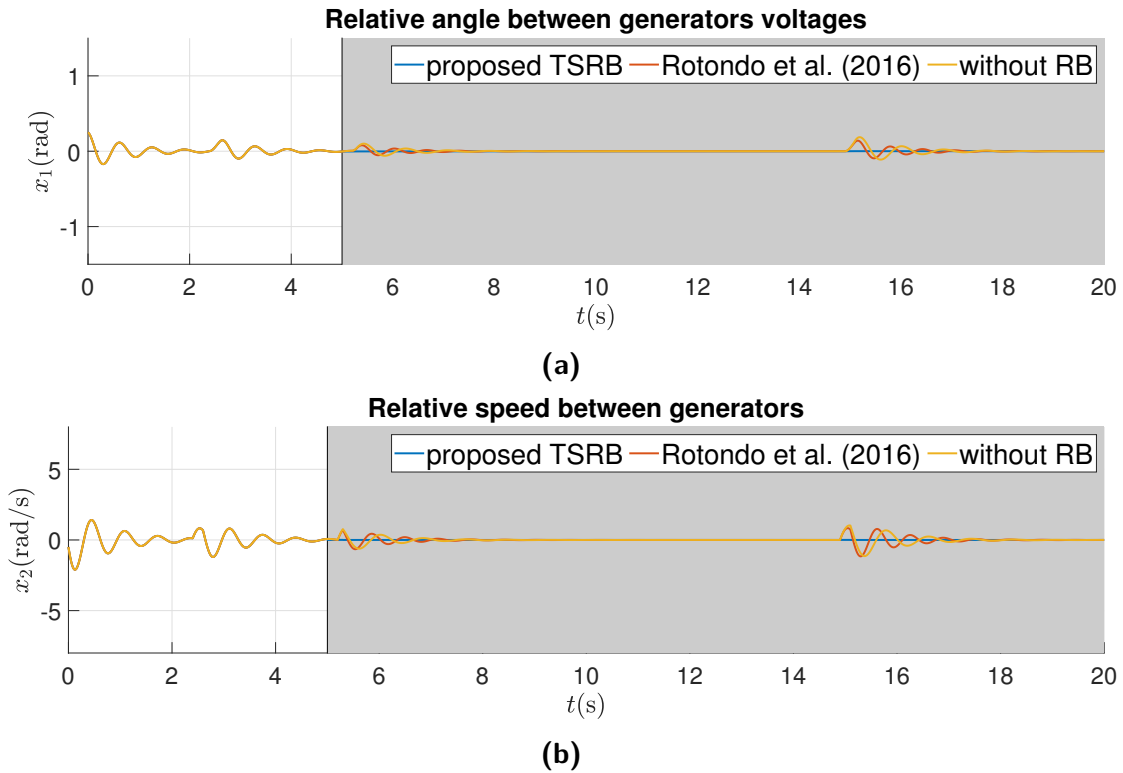 Relative angle between generators voltages
proposed TSRB Rotondo et al. (2016) without RB
1
0
-1
x₁(rad)
0 2 4 6 8 10 12 14 16 18 20
t(s)
(a)
Relative speed between generators
proposed TSRB Rotondo et al. (2016) without RB
5
0
-5
x₂(rad/s)
0 2 4 6 8 10 12 14 16 18 20
t(s)
(b)